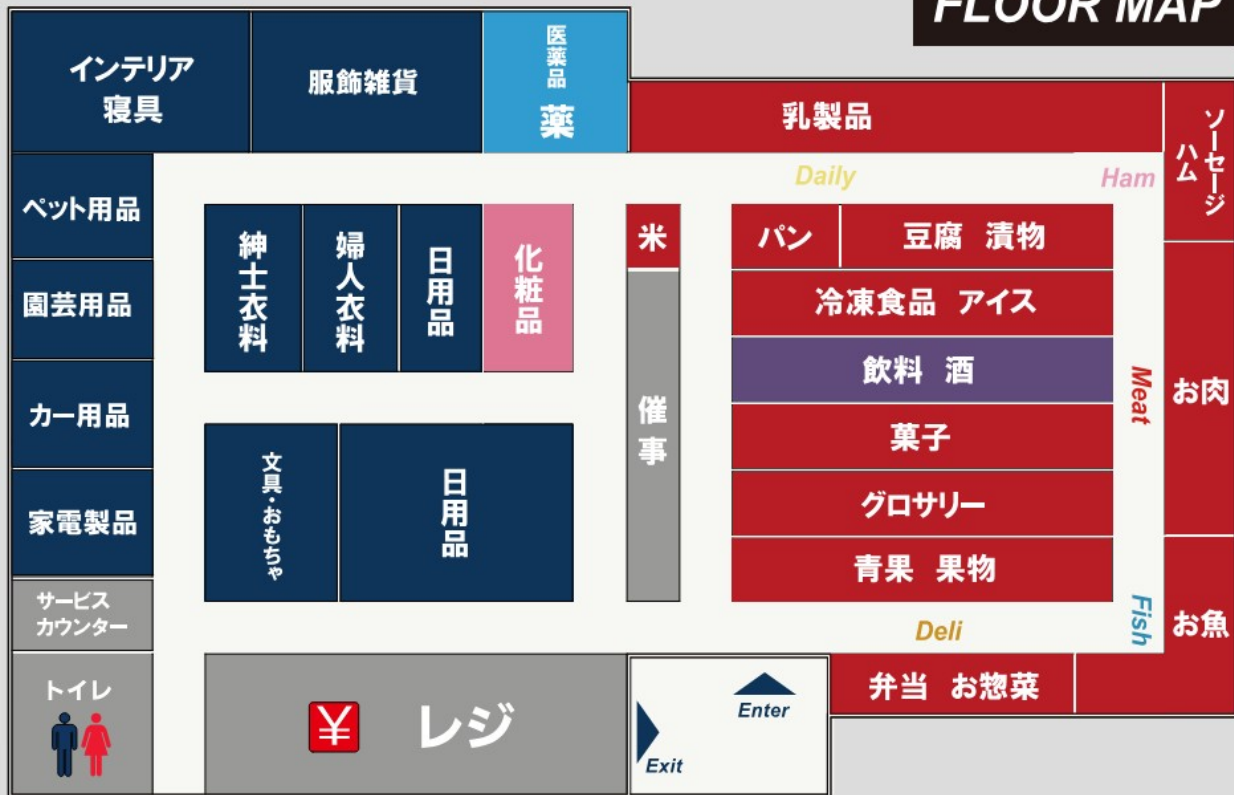 FLOOR MAP
インテリア
寝具
服飾雑貨
医薬品
薬
乳製品
ソーセージ
ハム
Daily
Ham
ペット用品
園芸用品
カー用品
家電製品
サービス
カウンター
トイレ
紳士衣料
婦人衣料
日用品
化粧品
文具・おもちゃ
日用品
米
催事
パン
豆腐 漬物
冷凍食品 アイス
飲料 酒
菓子
グロサリー
青果 果物
Meat
お肉
Fish
お魚
Deli
弁当 お惣菜
¥ レジ
Enter
Exit